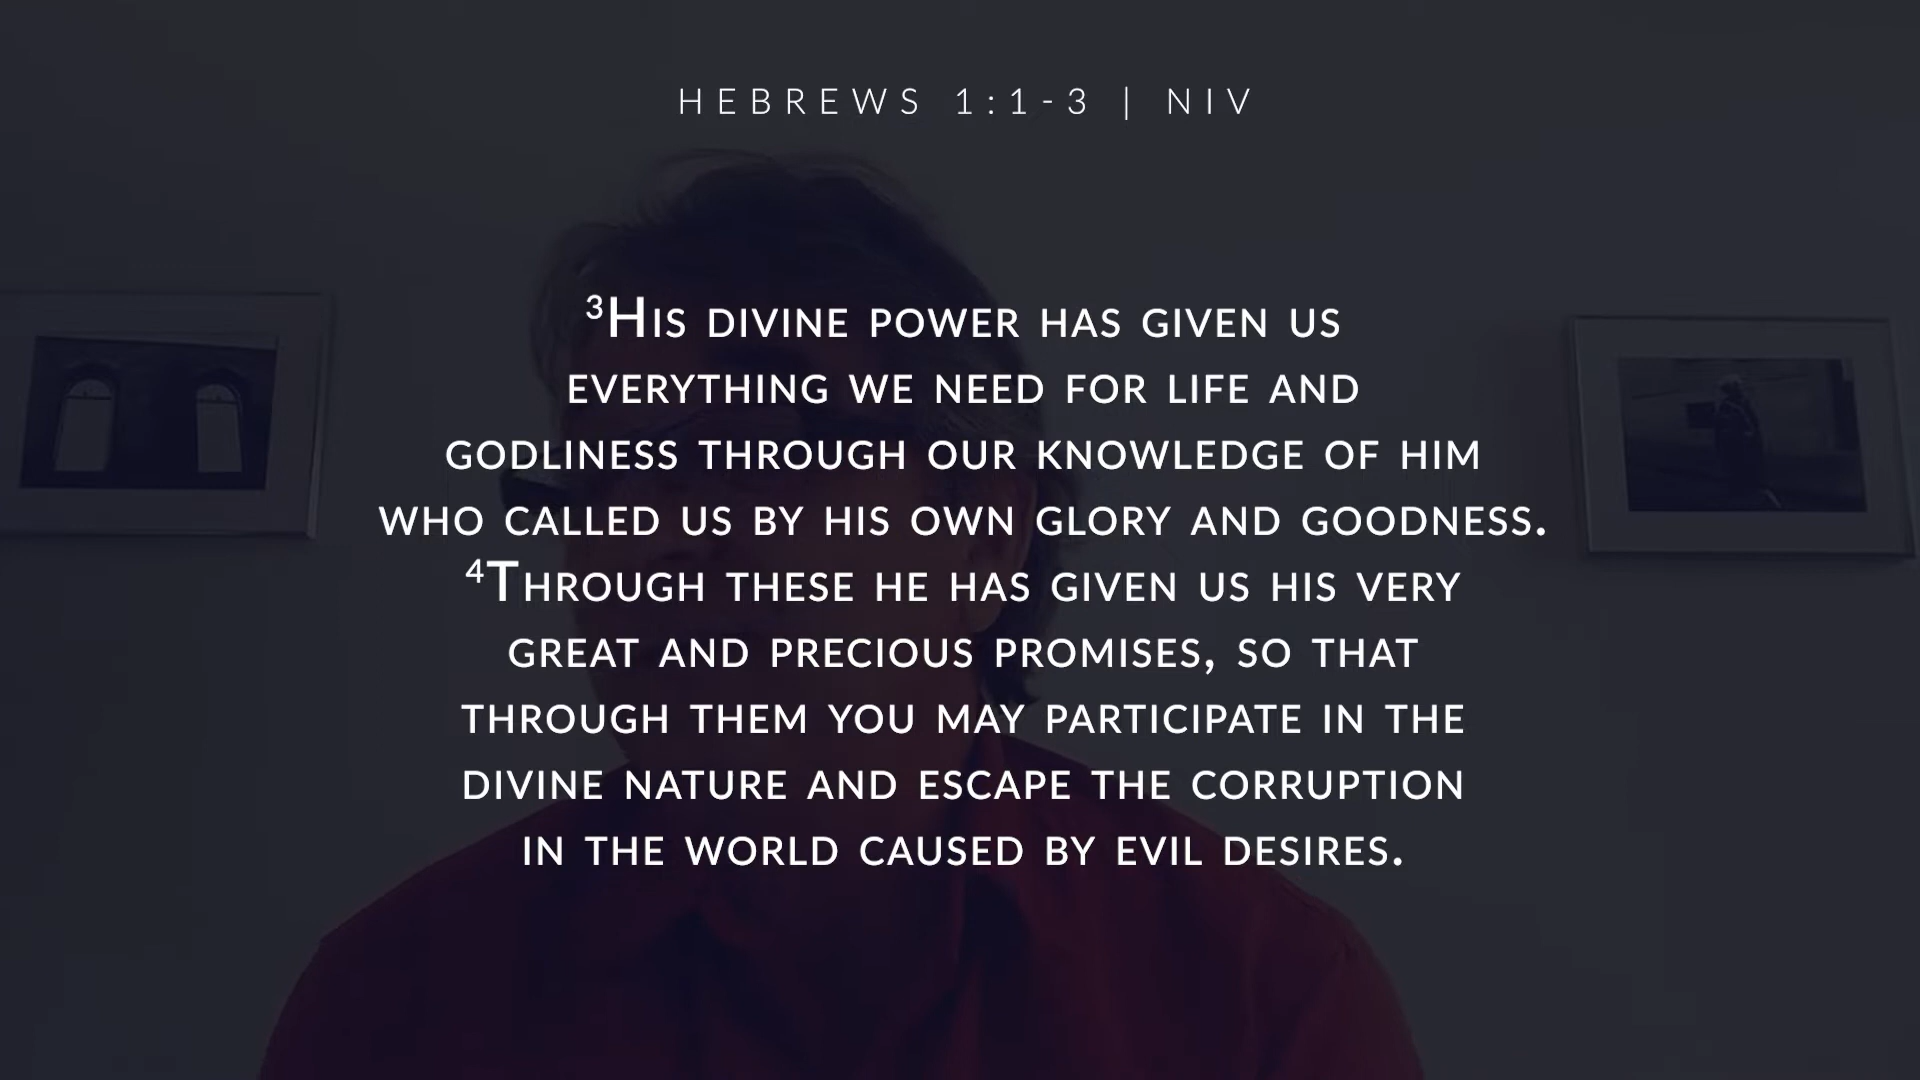 HEBREWS 1:1-3 | NIV
³HIS DIVINE POWER HAS GIVEN US
EVERYTHING WE NEED FOR LIFE AND
GODLINESS THROUGH OUR KNOWLEDGE OF HIM
WHO CALLED US BY HIS OWN GLORY AND GOODNESS.
⁴THROUGH THESE HE HAS GIVEN US HIS VERY
GREAT AND PRECIOUS PROMISES, SO THAT
THROUGH THEM YOU MAY PARTICIPATE IN THE
DIVINE NATURE AND ESCAPE THE CORRUPTION
IN THE WORLD CAUSED BY EVIL DESIRES.